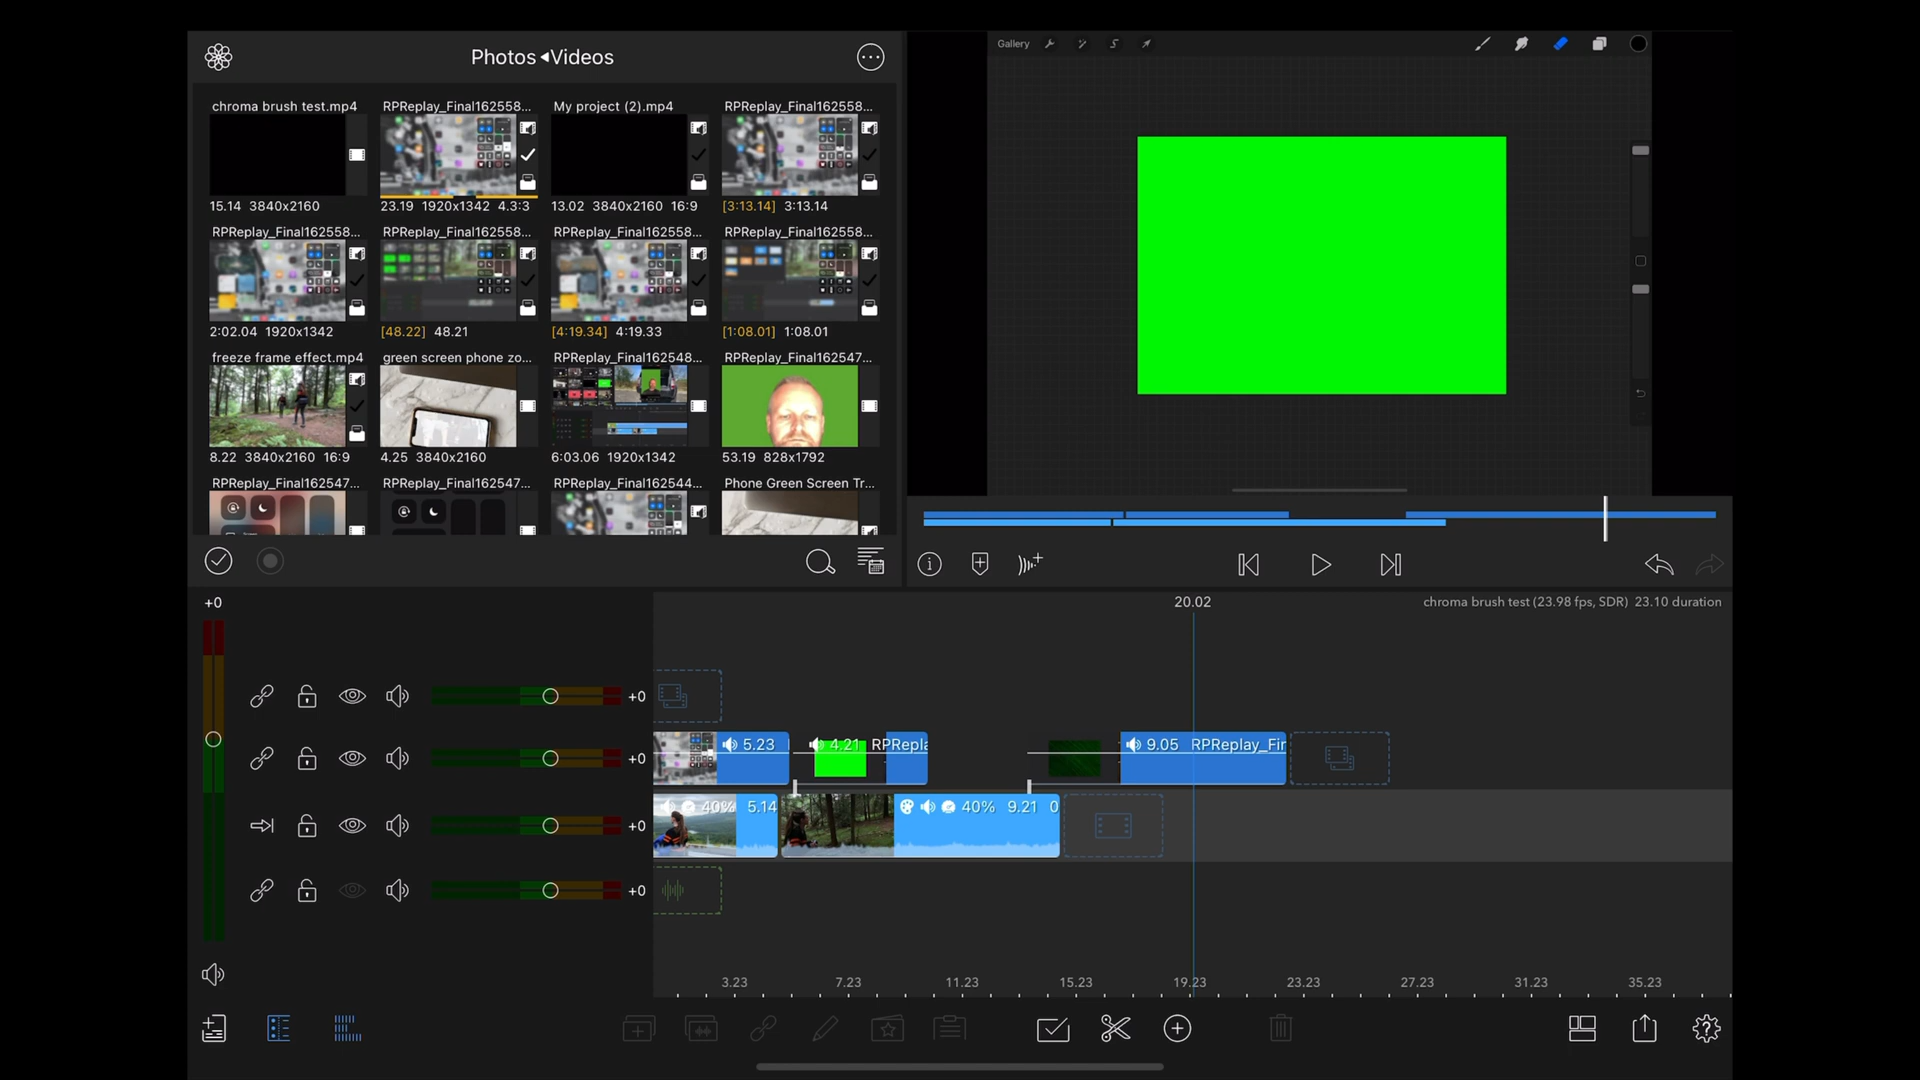 Photos◂Videos
Gallery
chroma brush test.mp4
RPReplay_Final162558...
My project (2).mp4
RPReplay_Final162558...
15.14 3840x2160
23.19 1920x1342 4.3:3
13.02 3840x2160 16:9
[3:13.14] 3:13.14
RPReplay_Final162558...
RPReplay_Final162558...
RPReplay_Final162558...
RPReplay_Final162558...
2:02.04 1920x1342
[48.22] 48.21
[4:19.34] 4:19.33
[1:08.01] 1:08.01
freeze frame effect.mp4
green screen phone zo...
RPReplay_Final162548...
RPReplay_Final162547...
8.22 3840x2160 16:9
4.25 3840x2160
6:03.06 1920x1342
53.19 828x1792
RPReplay_Final162547...
RPReplay_Final162547...
RPReplay_Final162544...
Phone Green Screen Tr...
+0
20.02
chroma brush test (23.98 fps, SDR) 23.10 duration
+0
+0
5.23
4.21 RPRepla
9.05 RPReplay_Fir
+0
40% 5.14
40% 9.21 0
+0
3.23
7.23
11.23
15.23
19.23
23.23
27.23
31.23
35.23